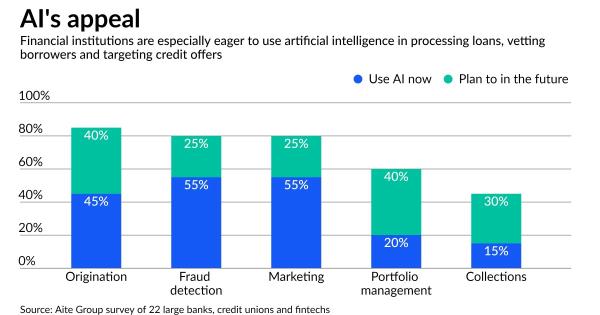 AI's appeal
Financial institutions are especially eager to use artificial intelligence in processing loans, vetting
borrowers and targeting credit offers
Use AI now Plan to in the future
100%
80%
60%
40%
20%
0%
40%
45%
25%
55%
25%
55%
40%
20%
30%
15%
Origination
Fraud
detection
Marketing
Portfolio
management
Collections
Source: Aite Group survey of 22 large banks, credit unions and fintechs